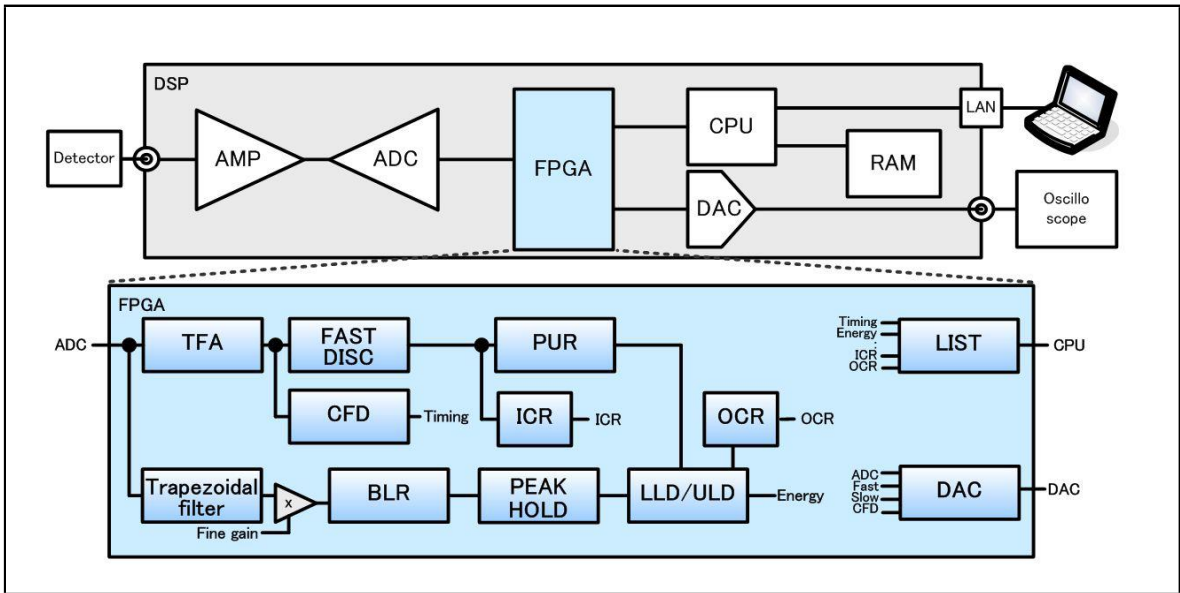 DSP
LAN
Detector
AMP
ADC
FPGA
CPU
RAM
DAC
Oscillo
scope
FPGA
ADC
TFA
FAST
DISC
PUR
CFD
Timing
ICR
ICR
OCR
OCR
Timing
Energy
:
ICR
OCR
LIST
CPU
Trapezoidal
filter
x
Fine gain
BLR
PEAK
HOLD
LLD/ULD
Energy
ADC
Fast
Slow
CFD
DAC
DAC